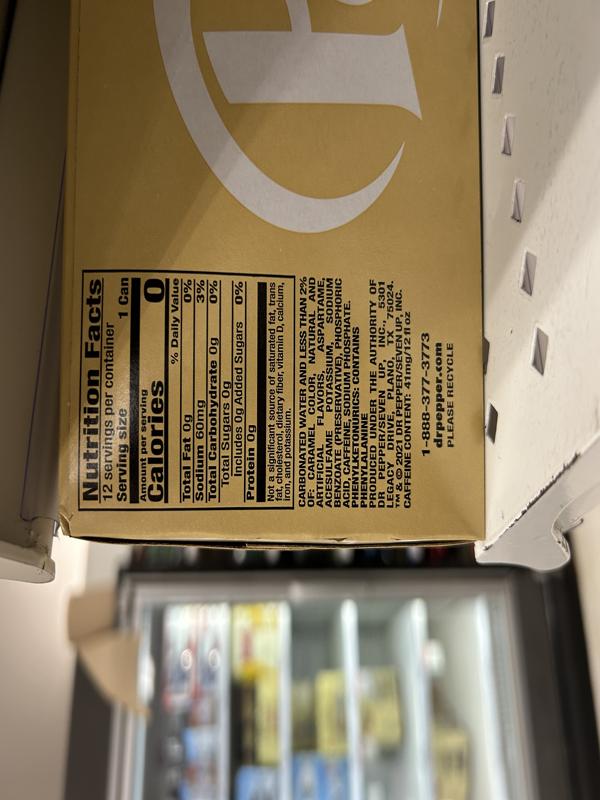 Nutrition Facts
12 servings per container
Serving size 1 Can
Amount per serving
Calories 0
% Daily Value
Total Fat 0g 0%
Sodium 60mg 3%
Total Carbohydrate 0g 0%
Total Sugars 0g
Includes 0g Added Sugars 0%
Protein 0g
Not a significant source of saturated fat, trans
fat, cholesterol, dietary fiber, vitamin D, calcium,
iron, and potassium.
CARBONATED WATER AND LESS THAN 2%
OF: CARAMEL COLOR, NATURAL AND
ARTIFICIAL FLAVORS, ASPARTAME,
ACESULFAME POTASSIUM, SODIUM
BENZOATE (PRESERVATIVE), PHOSPHORIC
ACID, CAFFEINE, SODIUM PHOSPHATE.
PHENYLKETONURICS: CONTAINS
PHENYLALANINE.
PRODUCED UNDER THE AUTHORITY OF
DR PEPPER/SEVEN UP, INC., 5301
LEGACY DRIVE, PLANO, TX 75024.
™ & © 2021 DR PEPPER/SEVEN UP, INC.
CAFFEINE CONTENT: 41mg/12 fl oz
1-888-377-3773
drpepper.com
PLEASE RECYCLE